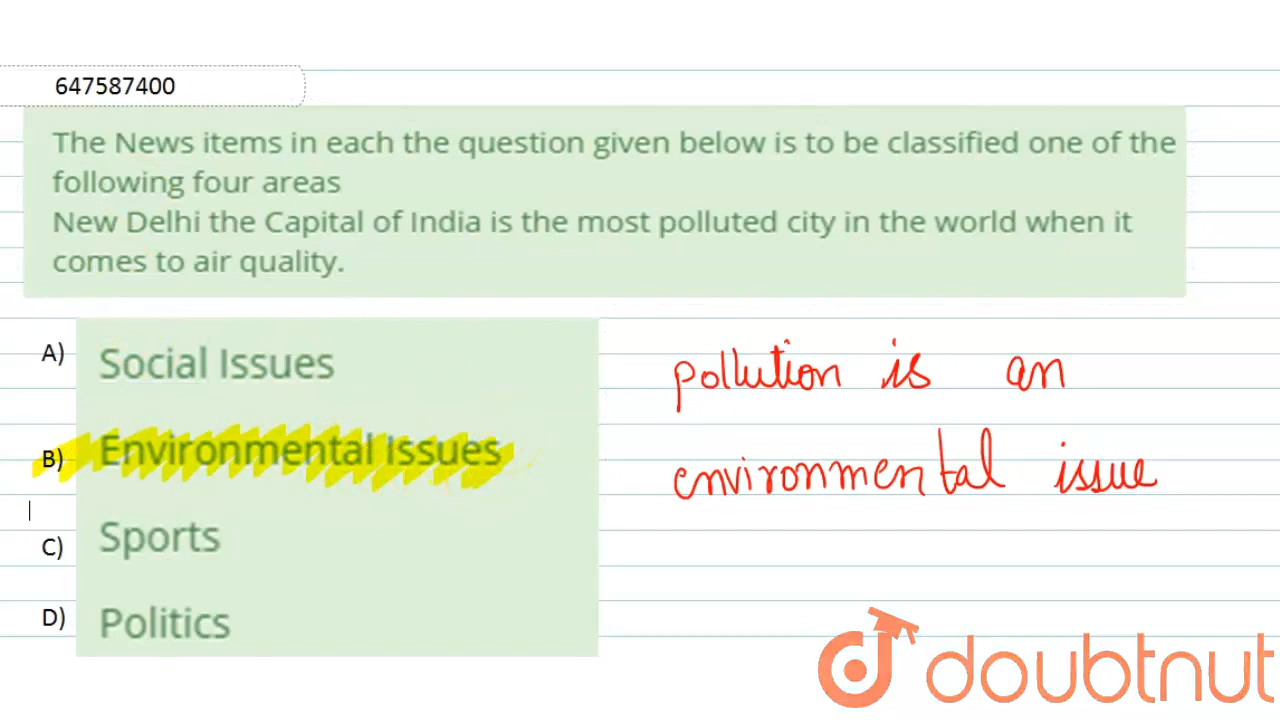 647587400
The News items in each the question given below is to be classified one of the
following four areas
New Delhi the Capital of India is the most polluted city in the world when it
comes to air quality.
A) Social Issues
B) Environmental Issues
C) Sports
D) Politics
pollution is an
environmental issue
doubtnut